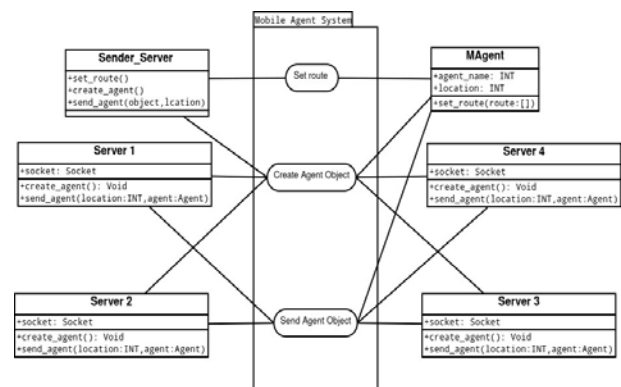 Mobile Agent System
Sender_Server
+set_route()
+create_agent()
+send_agent(object,lcation)
Set route
MAgent
+agent_name: INT
+location: INT
+set_route(route:[])
Server 1
+socket: Socket
+create_agent(): Void
+send_agent(location:INT,agent:Agent)
Create Agent Object
Server 4
+socket: Socket
+create_agent(): Void
+send_agent(location:INT,agent:Agent)
Server 2
+socket: Socket
+create_agent(): Void
+send_agent(location:INT,agent:Agent)
Send Agent Object
Server 3
+socket: Socket
+create_agent(): Void
+send_agent(location:INT,agent:Agent)